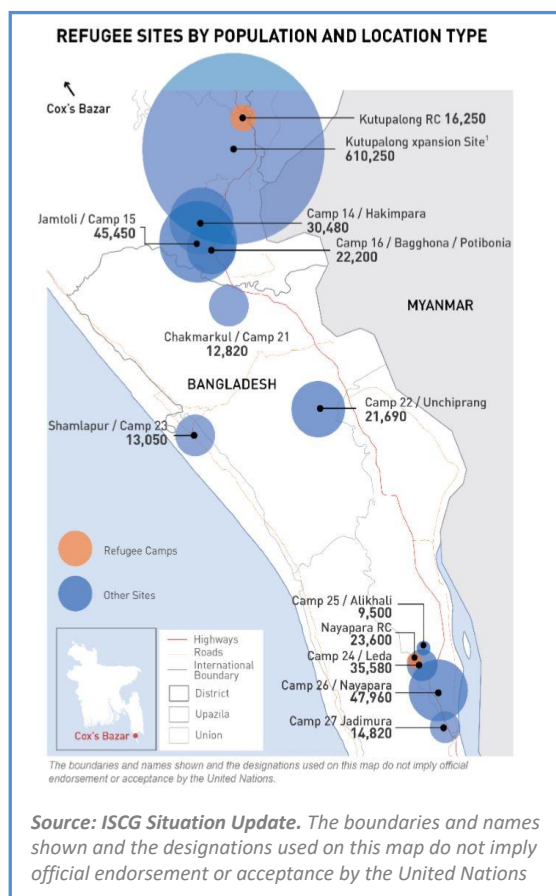 REFUGEE SITES BY POPULATION AND LOCATION TYPE
Cox's Bazar
Kutupalong RC 16,250
Kutupalong xpansion Site¹
610,250
Camp 14 / Hakimpara
30,480
Jamtoli / Camp 15
45,450
Camp 16 / Bagghona / Potibonia
22,200
MYANMAR
Chakmarkul / Camp 21
12,820
BANGLADESH
Camp 22 / Unchiprang
21,690
Shamlapur / Camp 23
13,050
Refugee Camps
Other Sites
Camp 25 / Alikhali
9,500
Nayapara RC
23,600
Camp 24 / Leda
35,580
Camp 26 / Nayapara
47,960
Camp 27 Jadimura
14,820
Highways
Roads
International
Boundary
District
Upazila
Union
Cox's Bazar
The boundaries and names shown and the designations used on this map do not imply official
endorsement or acceptance by the United Nations.
Source: ISCG Situation Update. The boundaries and names
shown and the designations used on this map do not imply
official endorsement or acceptance by the United Nations